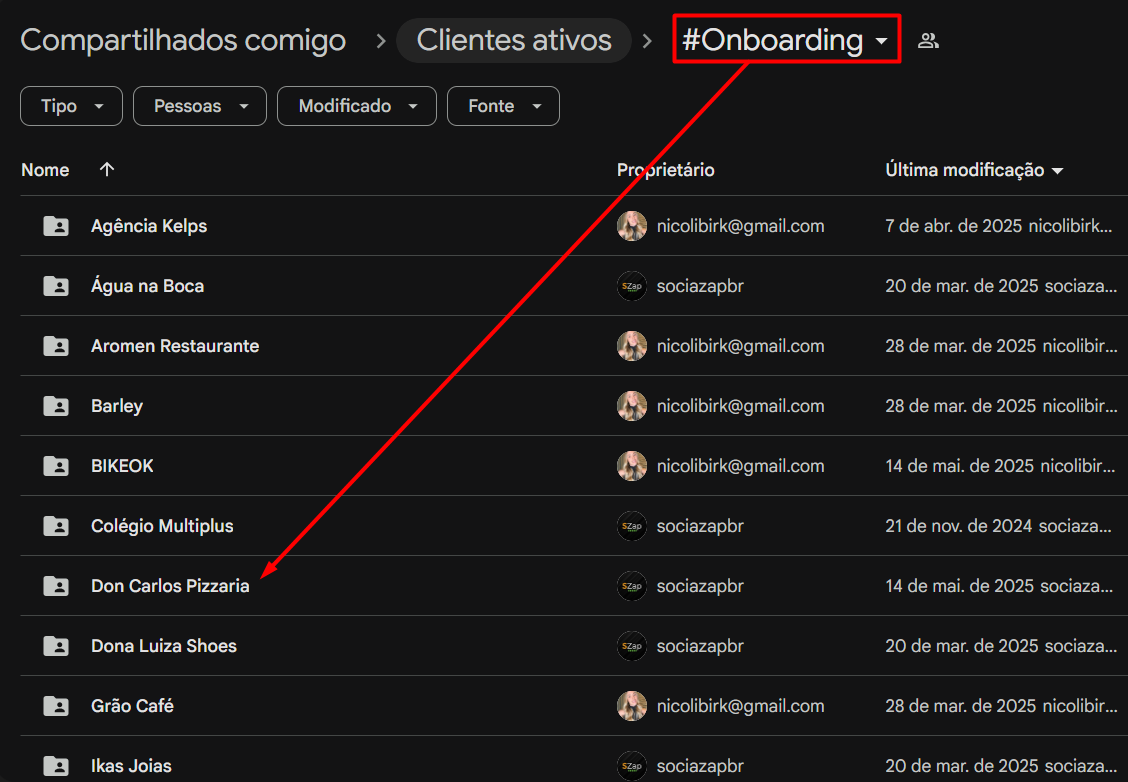 Compartilhados comigo > Clientes ativos > #Onboarding
Tipo Pessoas Modificado Fonte
Nome Proprietário Última modificação
Agência Kelps nicolibirk@gmail.com 7 de abr. de 2025 nicolibirk...
Água na Boca SZap sociazapbr 20 de mar. de 2025 sociaza...
Aromen Restaurante nicolibirk@gmail.com 28 de mar. de 2025 nicolibir...
Barley nicolibirk@gmail.com 28 de mar. de 2025 nicolibir...
BIKEOK nicolibirk@gmail.com 14 de mai. de 2025 nicolibir...
Colégio Multiplus SZap sociazapbr 21 de nov. de 2024 sociaza...
Don Carlos Pizzaria SZap sociazapbr 14 de mai. de 2025 sociaza...
Dona Luiza Shoes SZap sociazapbr 20 de mar. de 2025 sociaza...
Grão Café nicolibirk@gmail.com 28 de mar. de 2025 nicolibir...
Ikas Joias SZap sociazapbr 20 de mar. de 2025 sociaza...